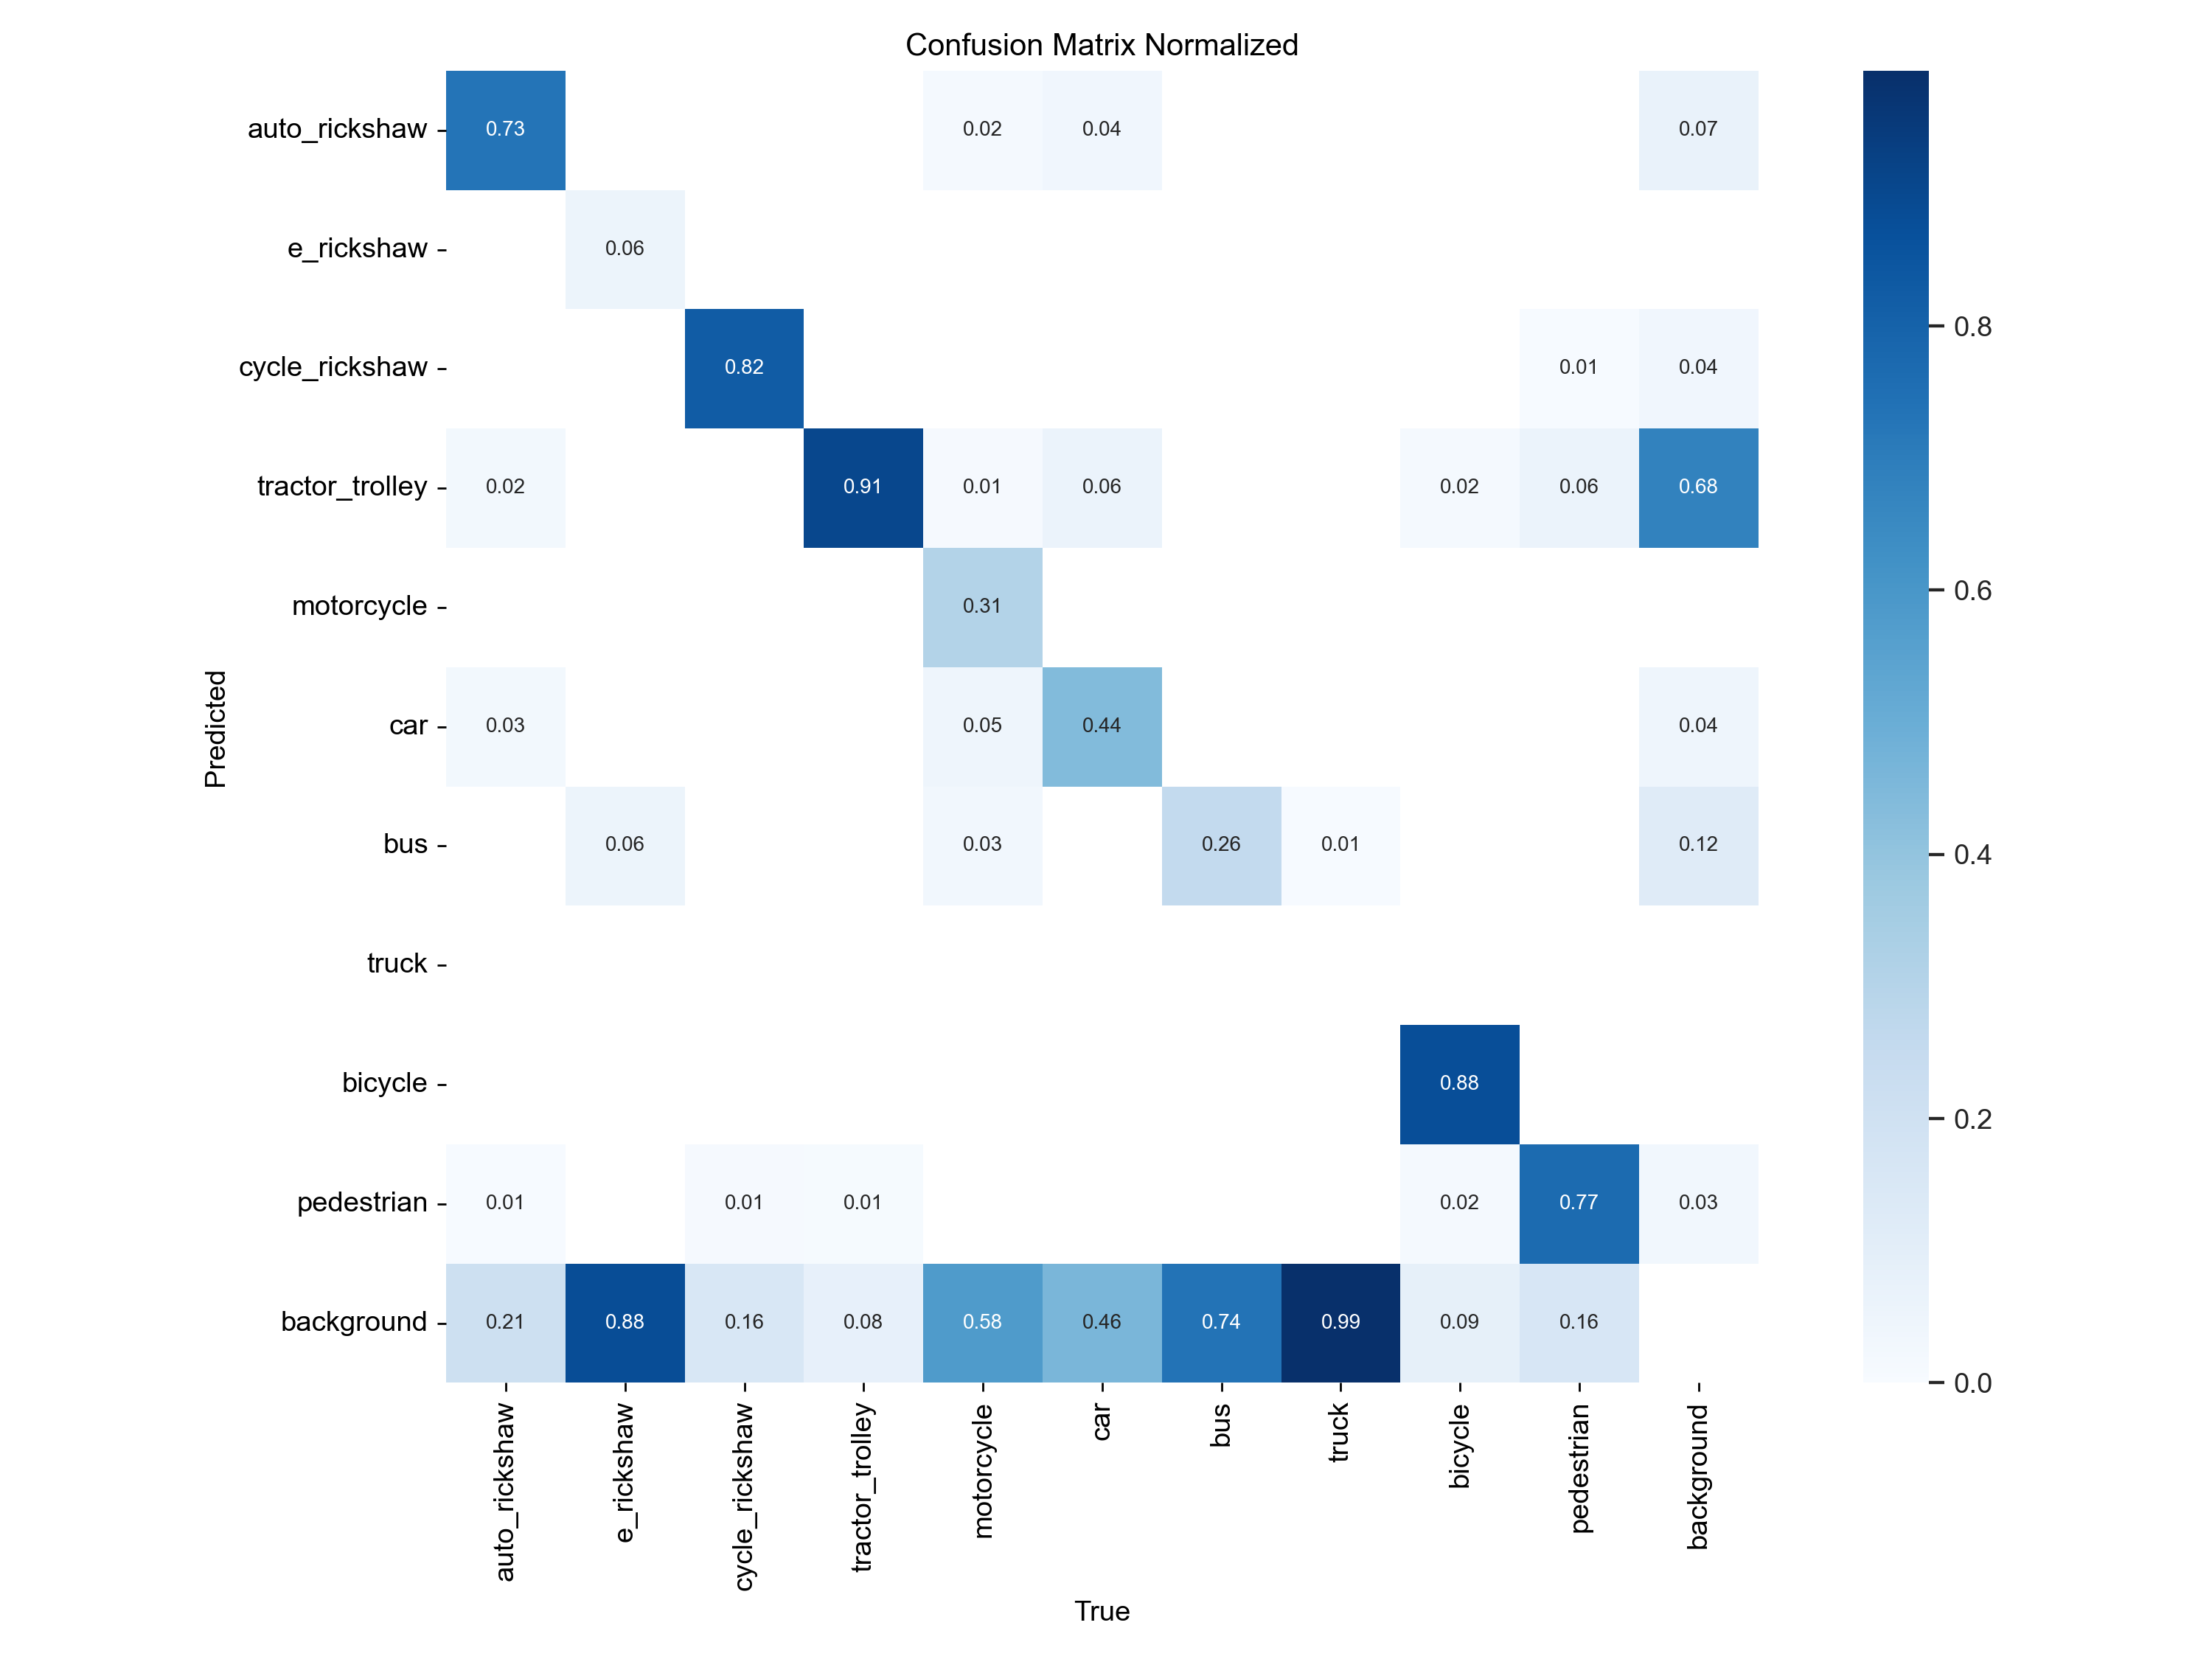 Confusion Matrix Normalized
auto_rickshaw 0.73 0.02 0.04 0.07
e_rickshaw 0.06
cycle_rickshaw 0.82 0.01 0.04
0.8
tractor_trolley 0.02 0.91 0.01 0.06 0.02 0.06 0.68
motorcycle 0.31
0.6
Predicted
car 0.03 0.05 0.44 0.04
bus 0.06 0.03 0.26 0.01 0.12
0.4
truck
bicycle 0.88
0.2
pedestrian 0.01 0.01 0.01 0.02 0.77 0.03
background 0.21 0.88 0.16 0.08 0.58 0.46 0.74 0.99 0.09 0.16
0.0
auto_rickshaw
e_rickshaw
cycle_rickshaw
tractor_trolley
motorcycle
car
bus
truck
bicycle
pedestrian
background
True